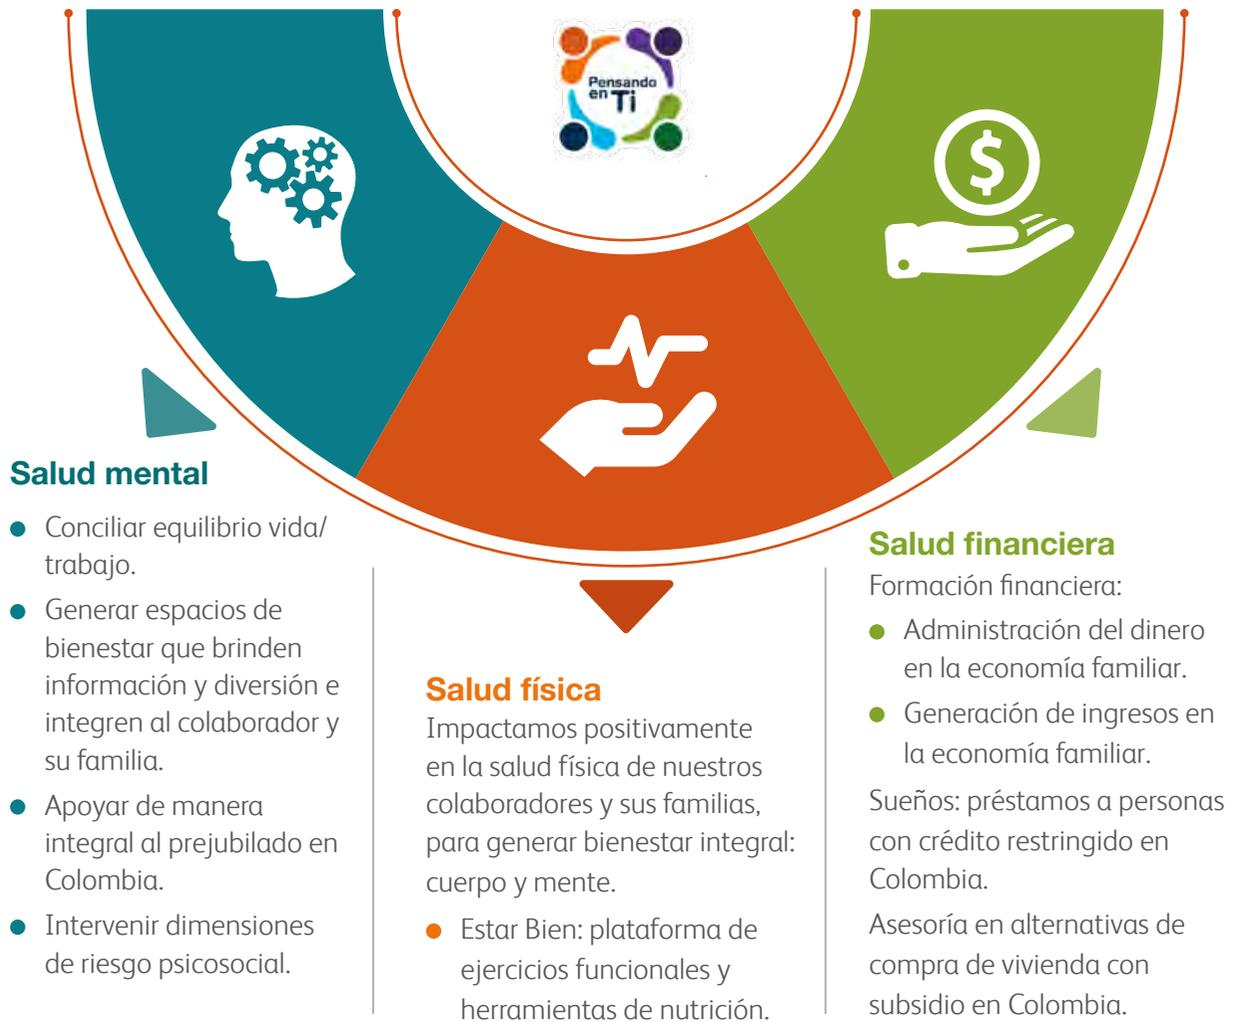 Pensando
en Ti
$
Salud mental
Conciliar equilibrio vida/
trabajo.
Generar espacios de
bienestar que brinden
información y diversión e
integren al colaborador y
su familia.
Apoyar de manera
integral al prejubilado en
Colombia.
Intervenir dimensiones
de riesgo psicosocial.
Salud física
Impactamos positivamente
en la salud física de nuestros
colaboradores y sus familias,
para generar bienestar integral:
cuerpo y mente.
Estar Bien: plataforma de
ejercicios funcionales y
herramientas de nutrición.
Salud financiera
Formación financiera:
Administración del dinero
en la economía familiar.
Generación de ingresos en
la economía familiar.
Sueños: préstamos a personas
con crédito restringido en
Colombia.
Asesoría en alternativas de
compra de vivienda con
subsidio en Colombia.